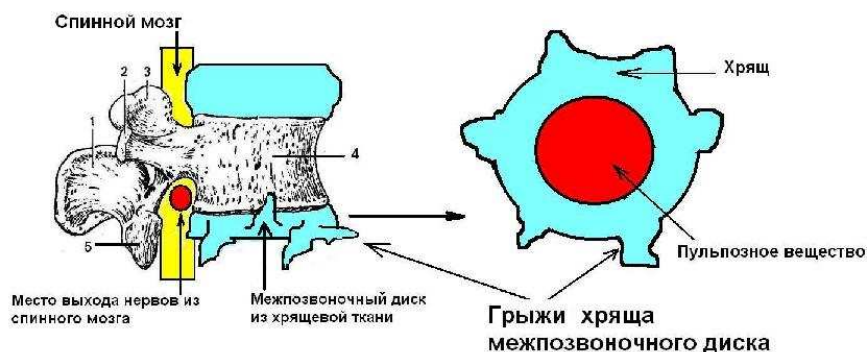 Спинной мозг
2
3
1
4
5
Хрящ
Пульпозное вещество
Место выхода нервов из
спинного мозга
Межпозвоночный диск
из хрящевой ткани
Грыжи хряща
межпозвоночного диска